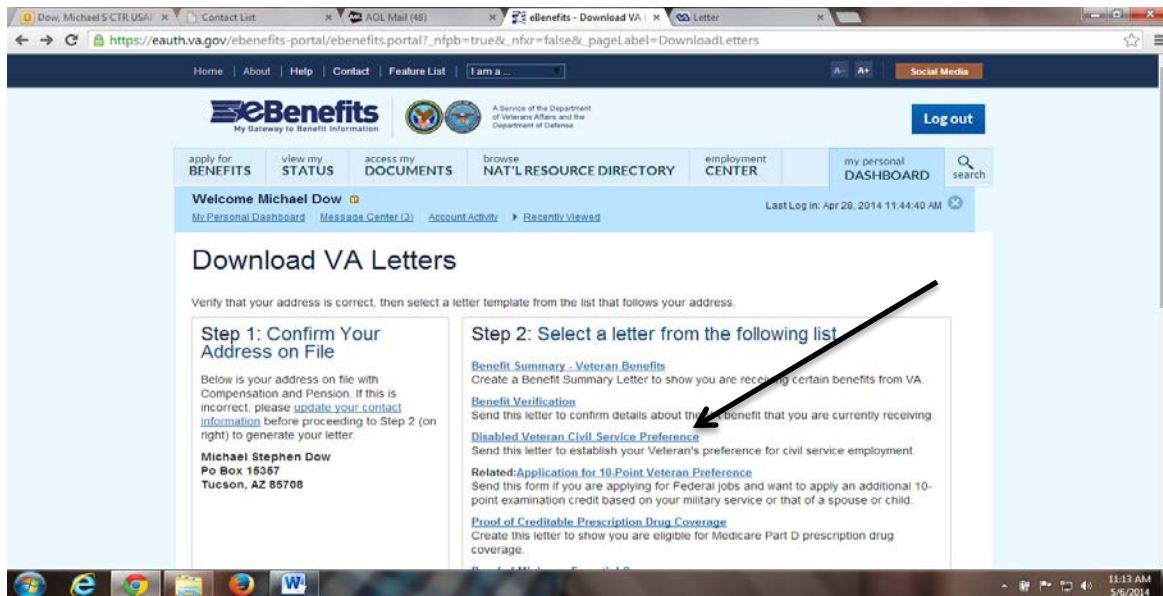 Dow, Michael S CTR USAF
Contact List
AOL Mail (48)
eBenefits - Download VA
Letter
https://eauth.va.gov/ebenefits-portal/ebenefits.portal?_nfpb=true&_nfxr=false&_pageLabel=DownloadLetters
Home | About | Help | Contact | Feature List | I am a ...
A- A+ Social Media
eBenefits
My Gateway to Benefit Information
A Service of the Department
of Veterans Affairs and the
Department of Defense
Log out
apply for BENEFITS
view my STATUS
access my DOCUMENTS
browse NAT'L RESOURCE DIRECTORY
employment CENTER
my personal DASHBOARD
search
Welcome Michael Dow
Last Log in: Apr 28, 2014 11:44:40 AM
My Personal Dashboard Message Center (3) Account Activity Recently Viewed
Download VA Letters
Verify that your address is correct, then select a letter template from the list that follows your address.
Step 1: Confirm Your
Address on File
Below is your address on file with
Compensation and Pension. If this is
incorrect, please update your contact
information before proceeding to Step 2 (on
right) to generate your letter.
Michael Stephen Dow
Po Box 15357
Tucson, AZ 85708
Step 2: Select a letter from the following list
Benefit Summary - Veteran Benefits
Create a Benefit Summary Letter to show you are receiving certain benefits from VA.
Benefit Verification
Send this letter to confirm details about the VA benefit that you are currently receiving.
Disabled Veteran Civil Service Preference
Send this letter to establish your Veteran's preference for civil service employment.
Related:Application for 10-Point Veteran Preference
Send this form if you are applying for Federal jobs and want to apply an additional 10-
point examination credit based on your military service or that of a spouse or child.
Proof of Creditable Prescription Drug Coverage
Create this letter to show you are eligible for Medicare Part D prescription drug
coverage.
11:13 AM
5/6/2014